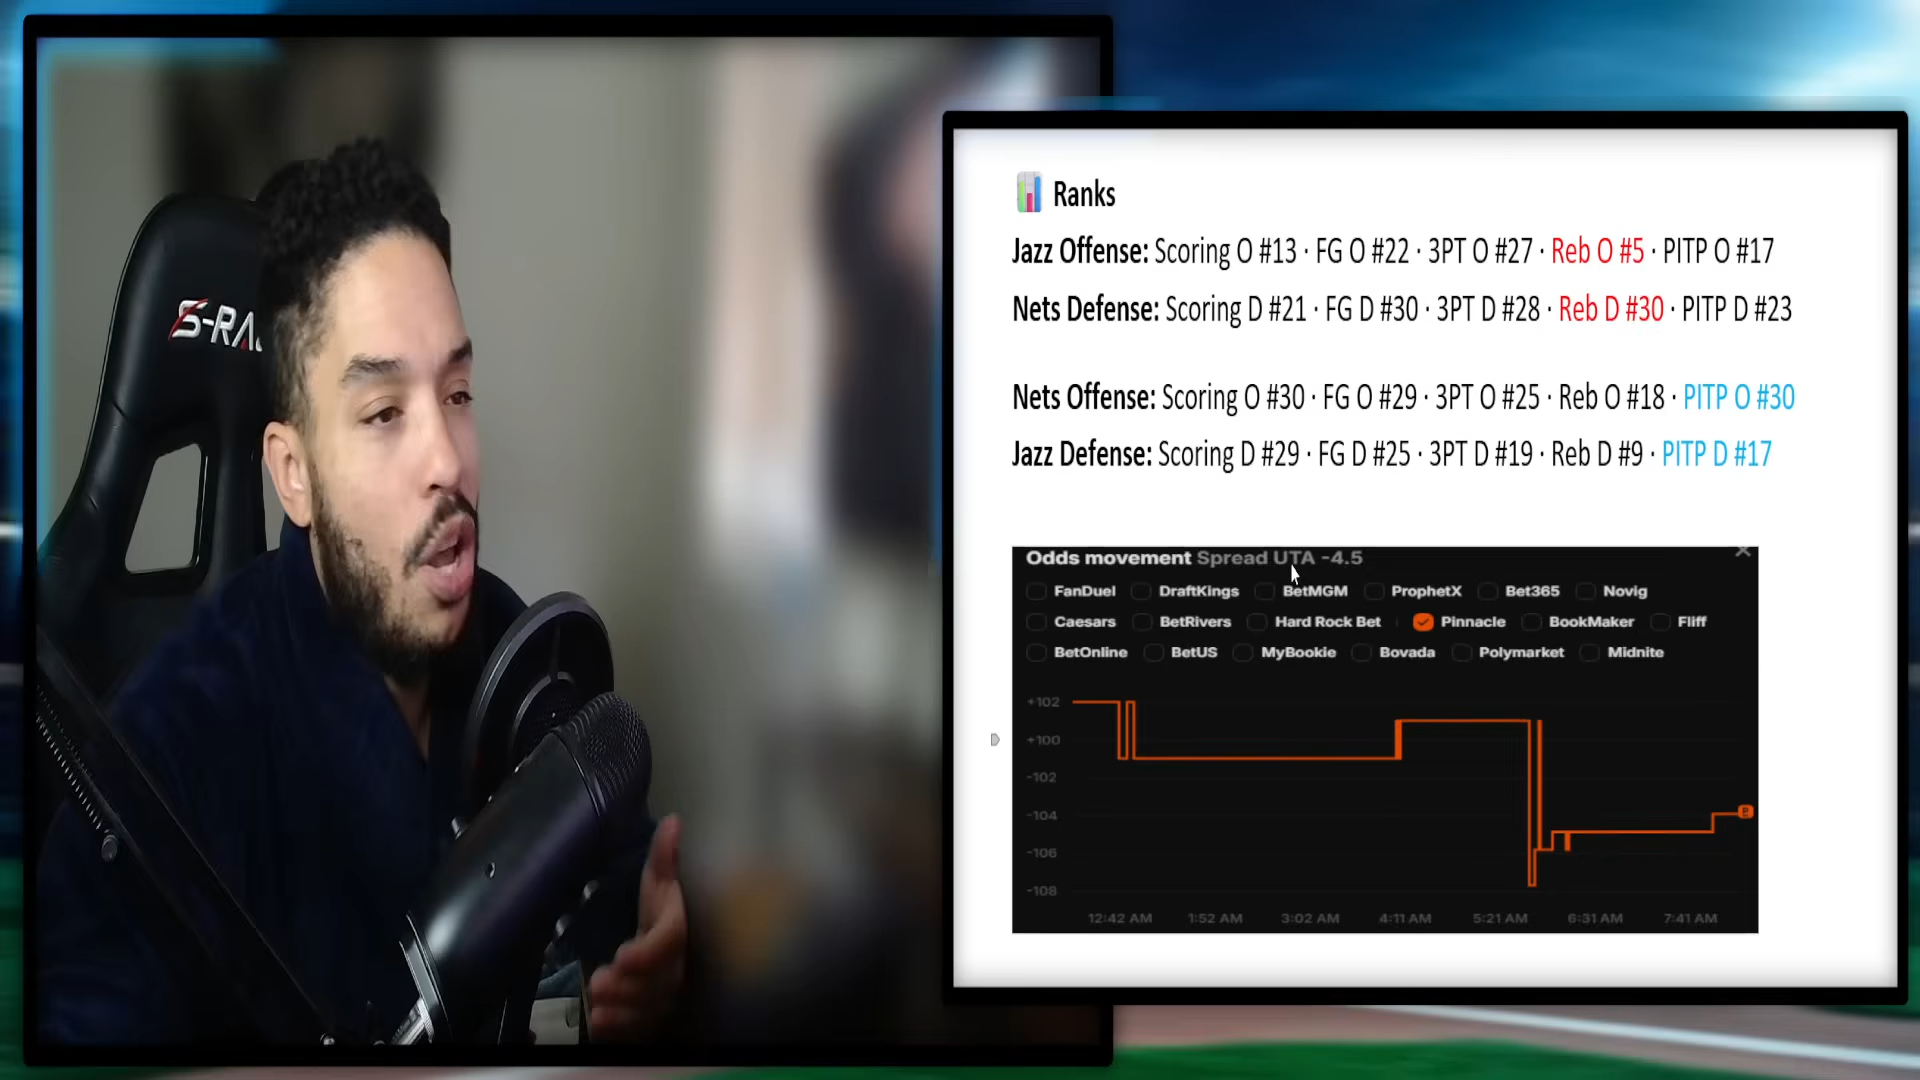 S-RA
Ranks
Jazz Offense: Scoring O #13 · FG O #22 · 3PT O #27 · Reb O #5 · PITP O #17
Nets Defense: Scoring D #21 · FG D #30 · 3PT D #28 · Reb D #30 · PITP D #23
Nets Offense: Scoring O #30 · FG O #29 · 3PT O #25 · Reb O #18 · PITP O #30
Jazz Defense: Scoring D #29 · FG D #25 · 3PT D #19 · Reb D #9 · PITP D #17
Odds movement Spread UTA -4.5
FanDuel DraftKings BetMGM ProphetX Bet365 Novig
Caesars BetRivers Hard Rock Bet Pinnacle BookMaker Fliff
BetOnline BetUS MyBookie Bovada Polymarket Midnite
+102
+100
-102
-104
-106
-108
12:42 AM 1:52 AM 3:02 AM 4:11 AM 5:21 AM 6:31 AM 7:41 AM